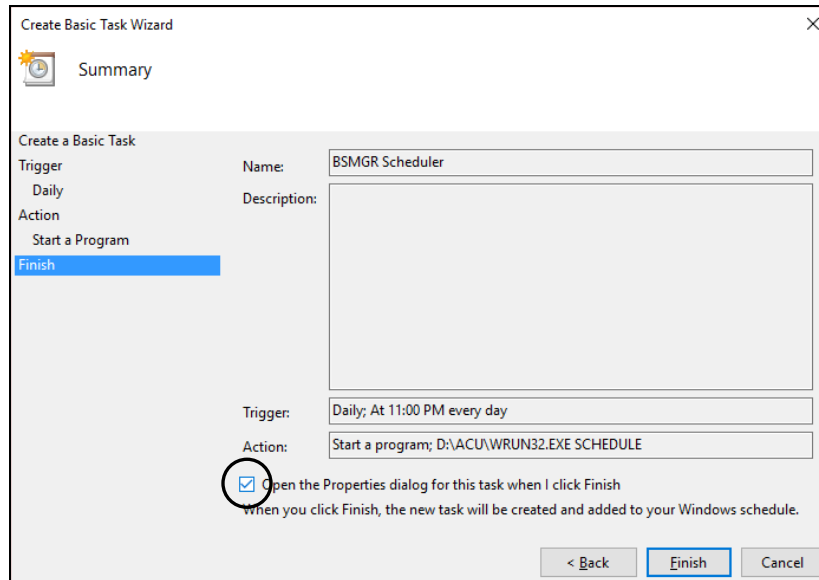 Create Basic Task Wizard
Summary
Create a Basic Task
Trigger
Daily
Action
Start a Program
Finish
Name:
BSMGR Scheduler
Description:
Trigger:
Daily; At 11:00 PM every day
Action:
Start a program; D:\ACU\WRUN32.EXE SCHEDULE
Open the Properties dialog for this task when I click Finish
When you click Finish, the new task will be created and added to your Windows schedule.
< Back
Finish
Cancel